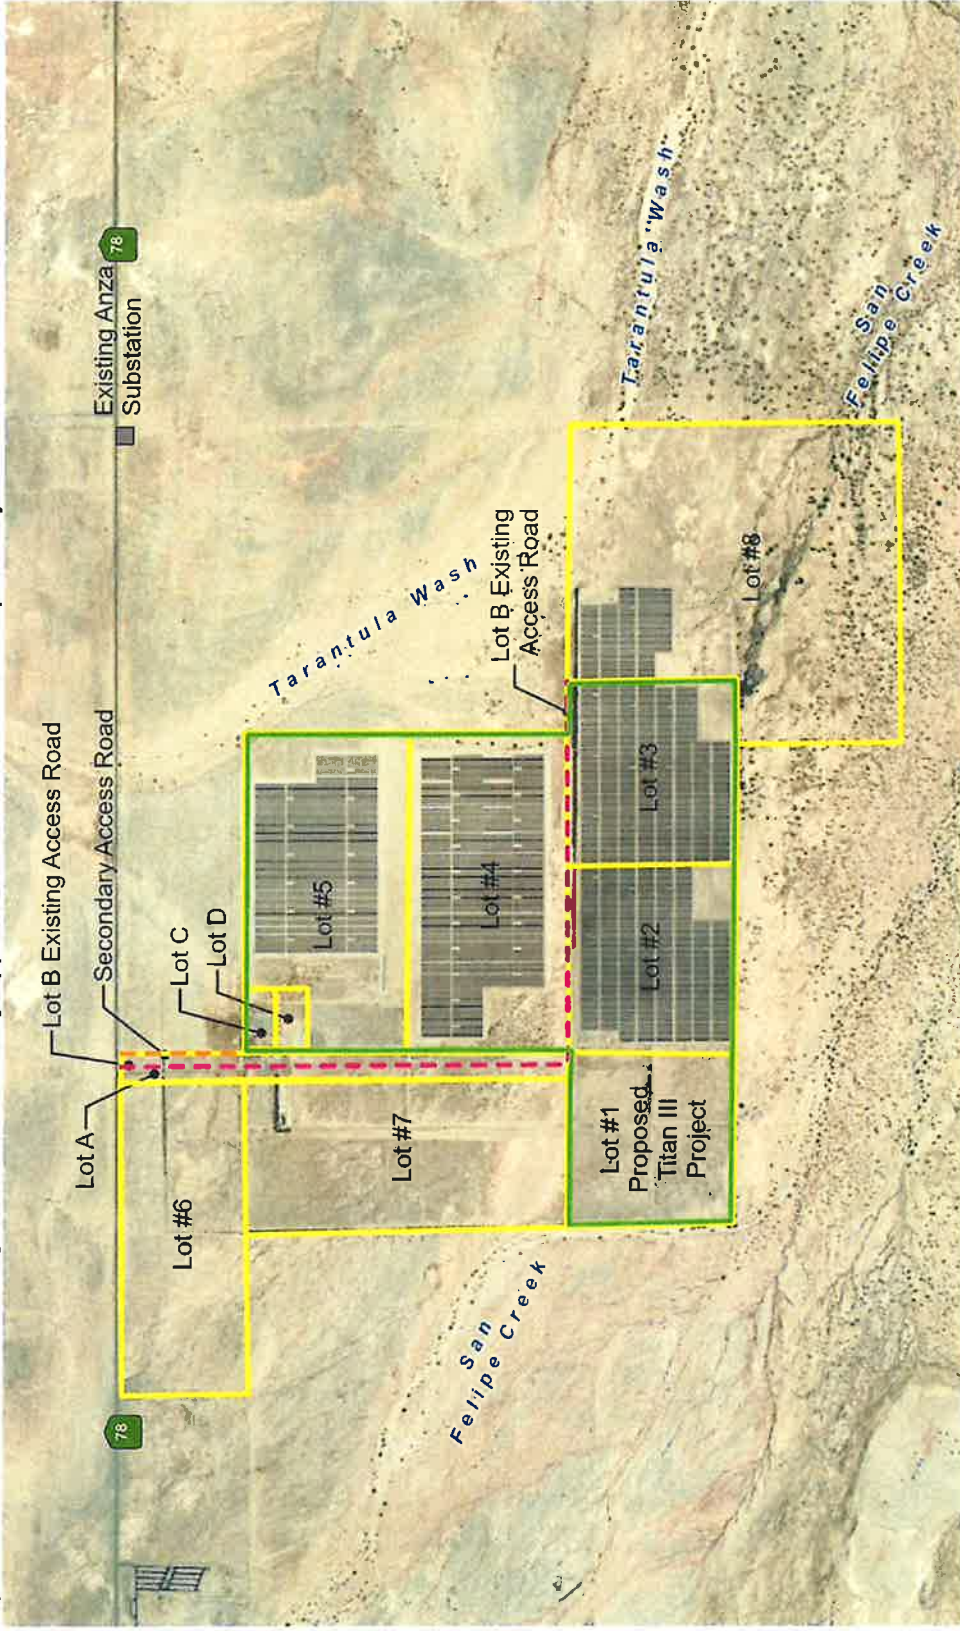 Lot B Existing Access Road
Secondary Access Road
Existing Anza
Substation
78
78
Lot A
Lot C
Lot D
Lot #6
Tarantula Wash
Lot #5
Lot #7
Lot #4
Lot B Existing
Access Road
San
Felipe Creek
Tarantula Wash
Lot #1
Proposed
Titan III
Project
Lot #2
Lot #3
Lot #8
San
Felipe Creek